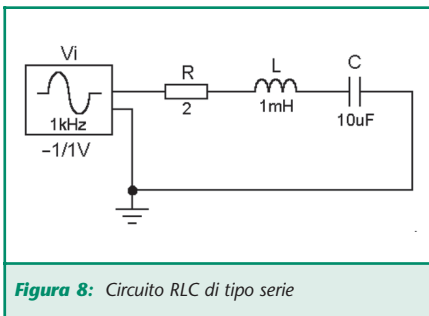 Vi
1kHz
–1/1V
R
2
L
1mH
C
10uF
Figura 8: Circuito RLC di tipo serie